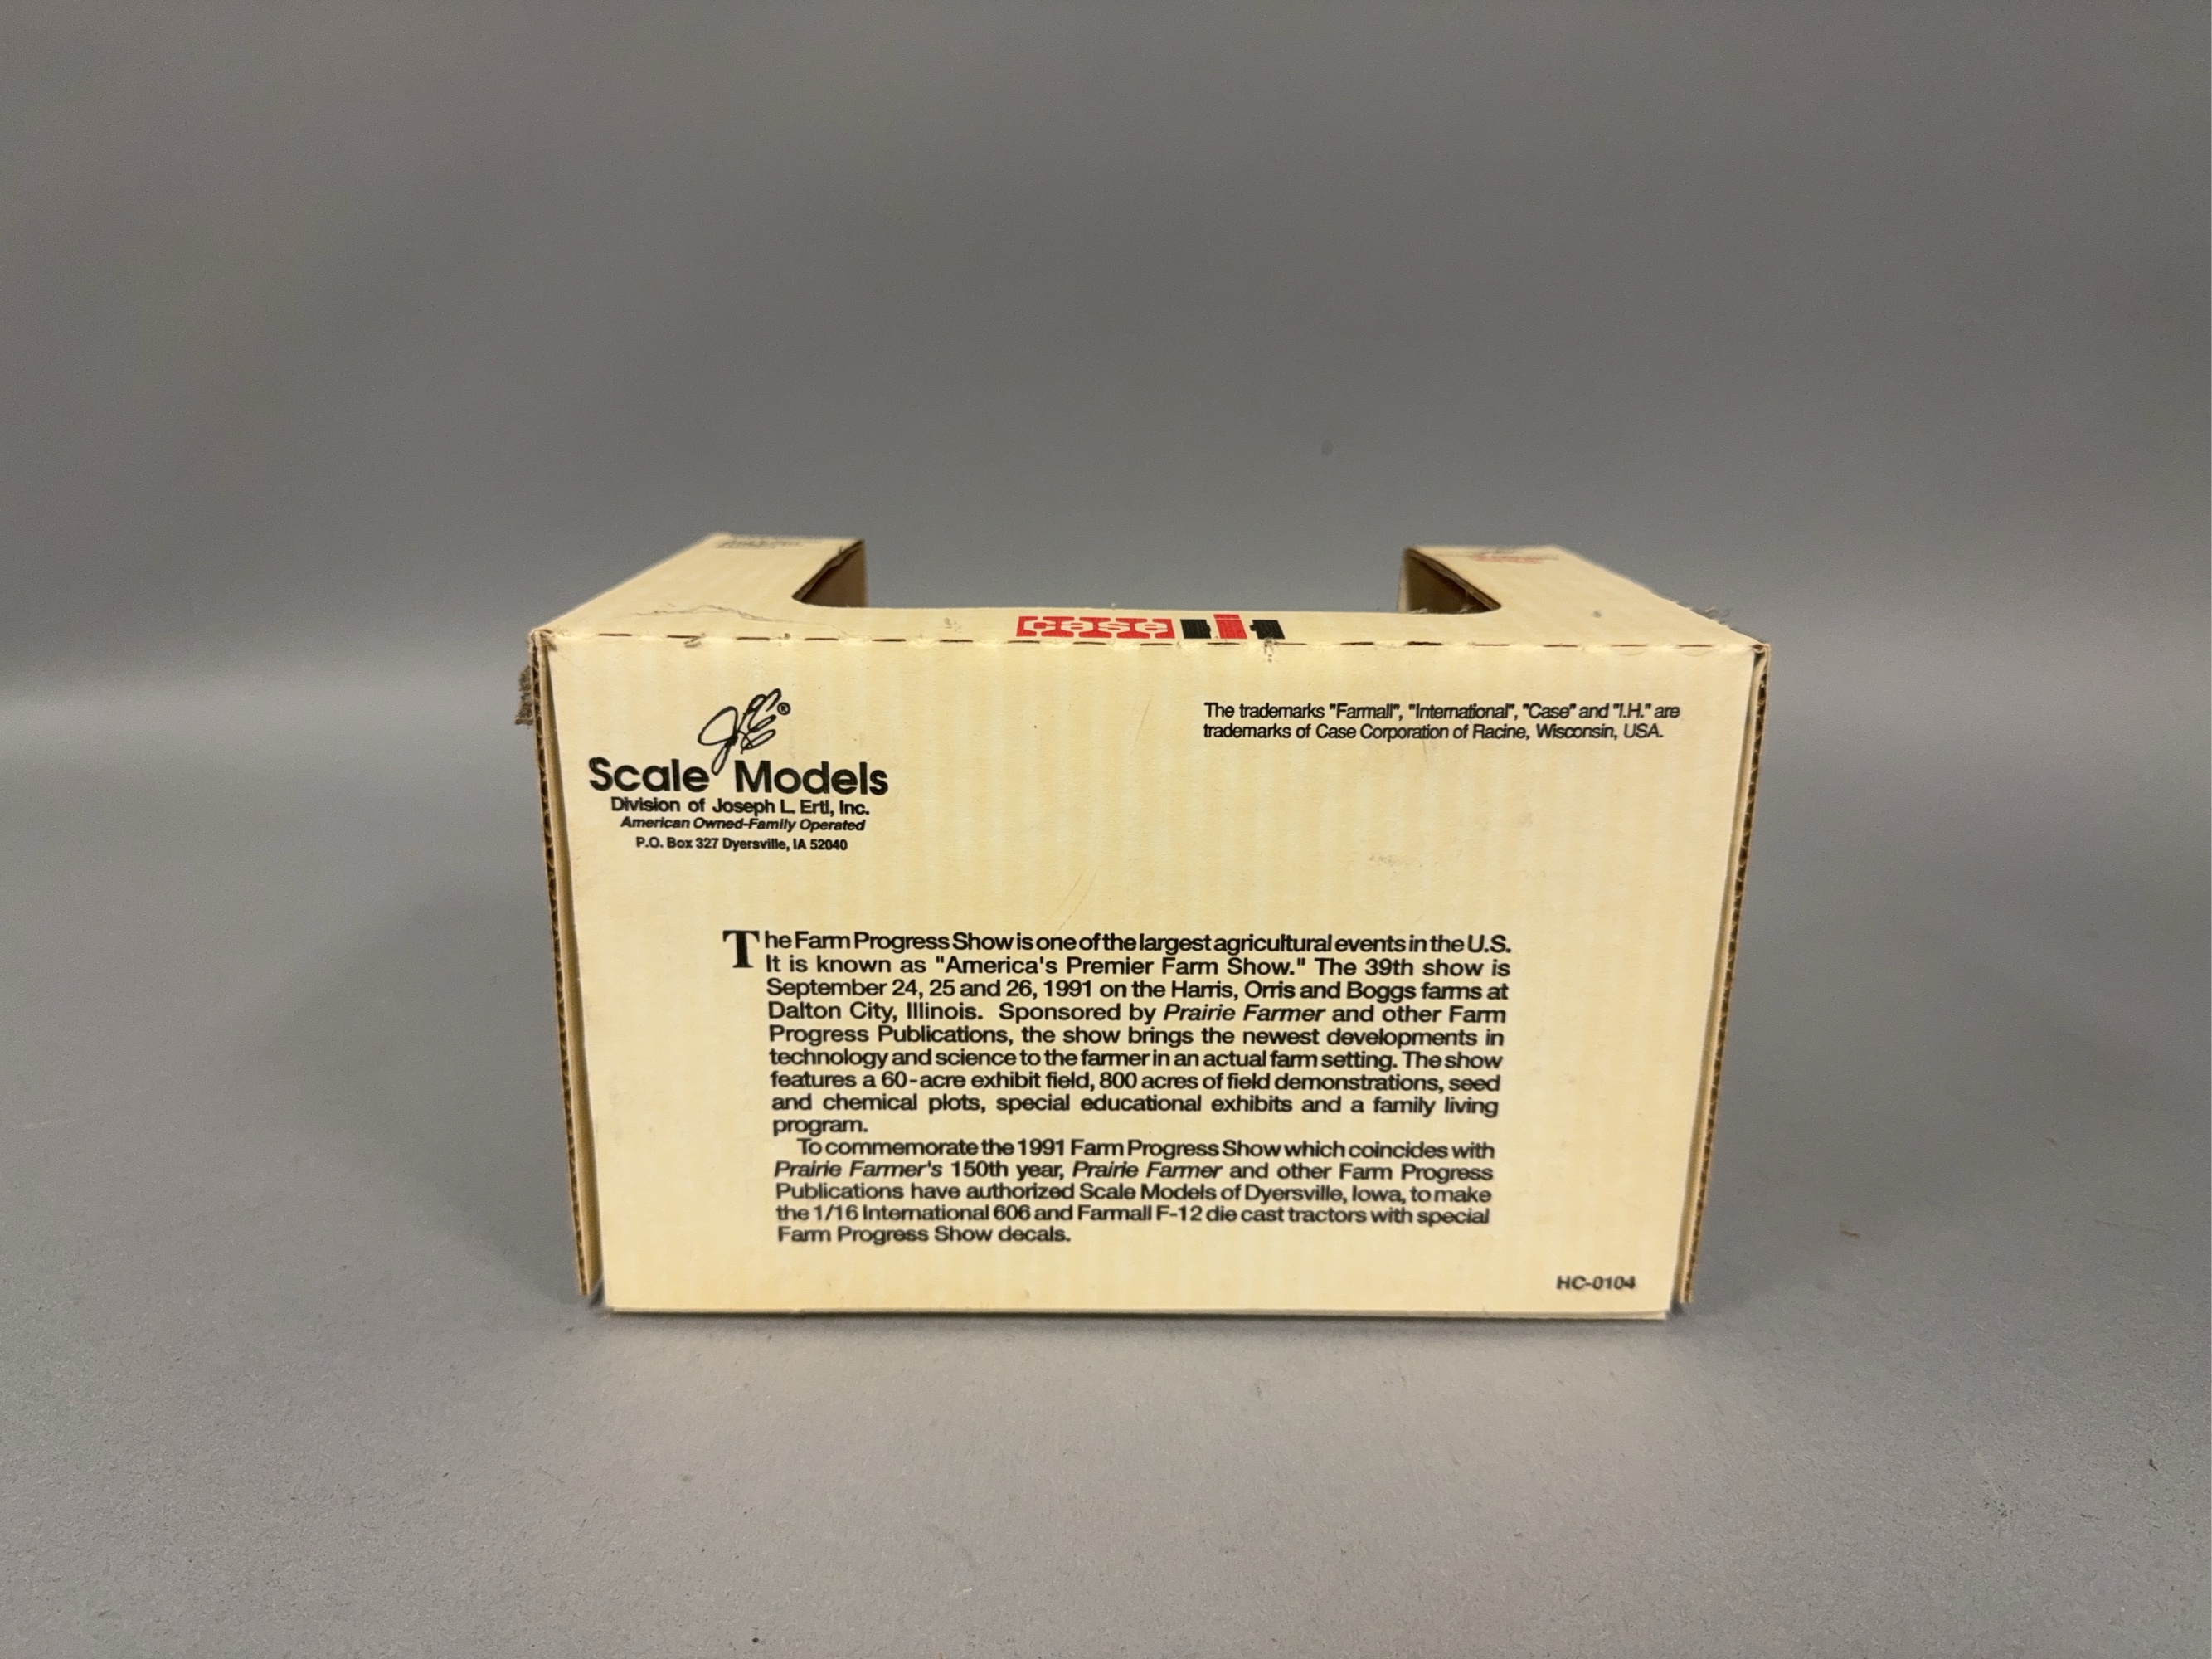 CASE IH
JLE®
Scale Models
Division of Joseph L. Ertl, Inc.
American Owned-Family Operated
P.O. Box 327 Dyersville, IA 52040
The trademarks "Farmall", "International", "Case" and "I.H." are
trademarks of Case Corporation of Racine, Wisconsin, USA.
The Farm Progress Show is one of the largest agricultural events in the U.S.
It is known as "America's Premier Farm Show." The 39th show is
September 24, 25 and 26, 1991 on the Harris, Orris and Boggs farms at
Dalton City, Illinois. Sponsored by Prairie Farmer and other Farm
Progress Publications, the show brings the newest developments in
technology and science to the farmer in an actual farm setting. The show
features a 60-acre exhibit field, 800 acres of field demonstrations, seed
and chemical plots, special educational exhibits and a family living
program.
To commemorate the 1991 Farm Progress Show which coincides with
Prairie Farmer's 150th year, Prairie Farmer and other Farm Progress
Publications have authorized Scale Models of Dyersville, Iowa, to make
the 1/16 International 606 and Farmall F-12 die cast tractors with special
Farm Progress Show decals.
HC-0104